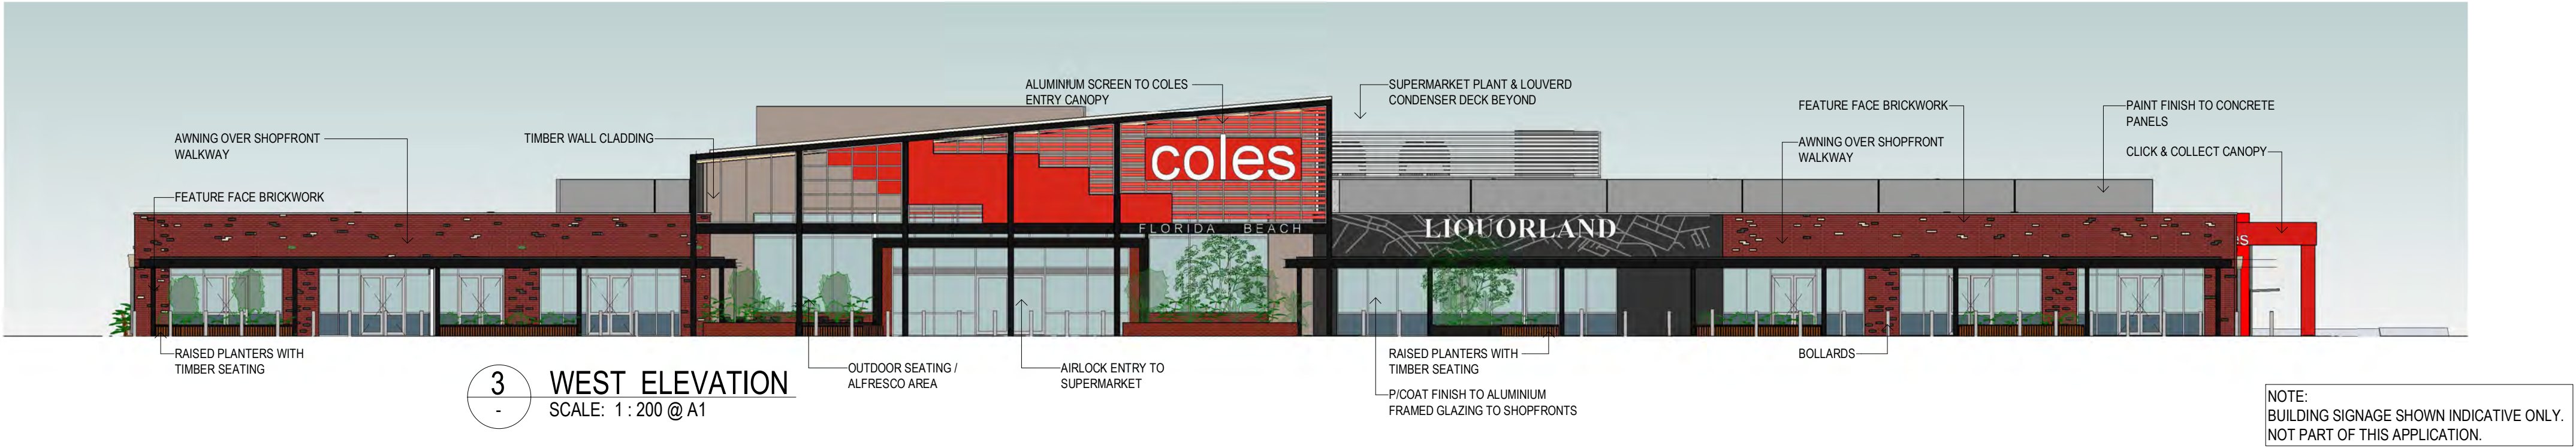 ALUMINIUM SCREEN TO COLES
ENTRY CANOPY
SUPERMARKET PLANT & LOUVERD
CONDENSER DECK BEYOND
FEATURE FACE BRICKWORK
PAINT FINISH TO CONCRETE
PANELS
AWNING OVER SHOPFRONT
WALKWAY
TIMBER WALL CLADDING
AWNING OVER SHOPFRONT
WALKWAY
CLICK & COLLECT CANOPY
FEATURE FACE BRICKWORK
coles
FLORIDA BEACH
LIQUORLAND
es
RAISED PLANTERS WITH
TIMBER SEATING
OUTDOOR SEATING /
ALFRESCO AREA
AIRLOCK ENTRY TO
SUPERMARKET
RAISED PLANTERS WITH
TIMBER SEATING
BOLLARDS
P/COAT FINISH TO ALUMINIUM
FRAMED GLAZING TO SHOPFRONTS
3
-
WEST ELEVATION
SCALE: 1 : 200 @ A1
NOTE:
BUILDING SIGNAGE SHOWN INDICATIVE ONLY.
NOT PART OF THIS APPLICATION.